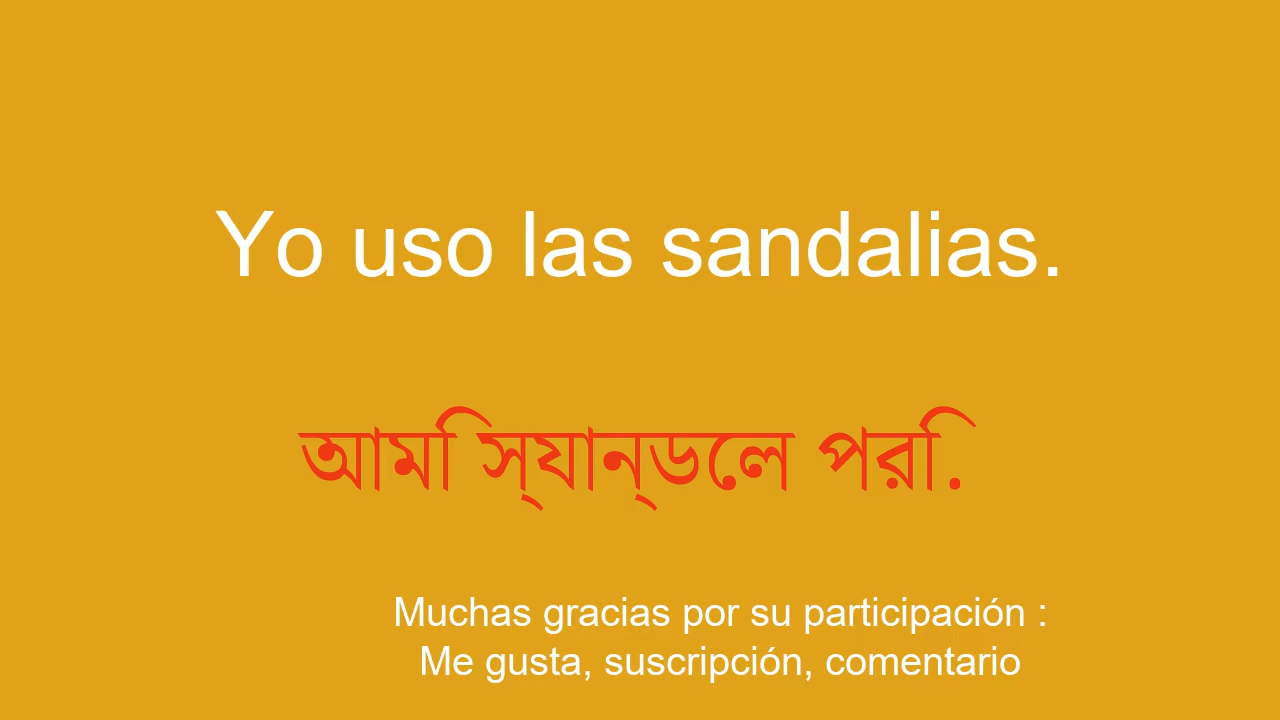 Yo uso las sandalias.
আমি স্যান্ডেল পরি.
Muchas gracias por su participación :
Me gusta, suscripción, comentario